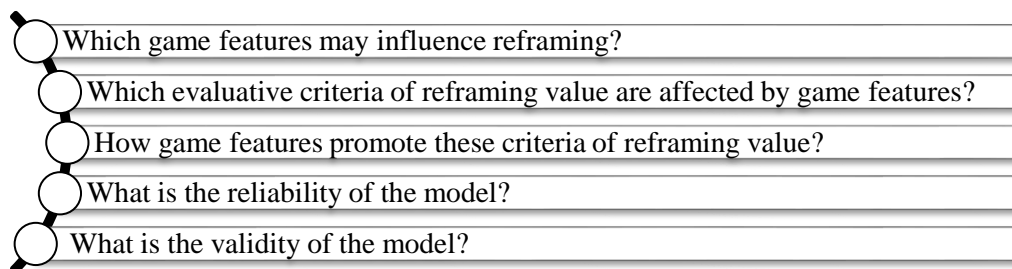 Which game features may influence reframing?
Which evaluative criteria of reframing value are affected by game features?
How game features promote these criteria of reframing value?
What is the reliability of the model?
What is the validity of the model?